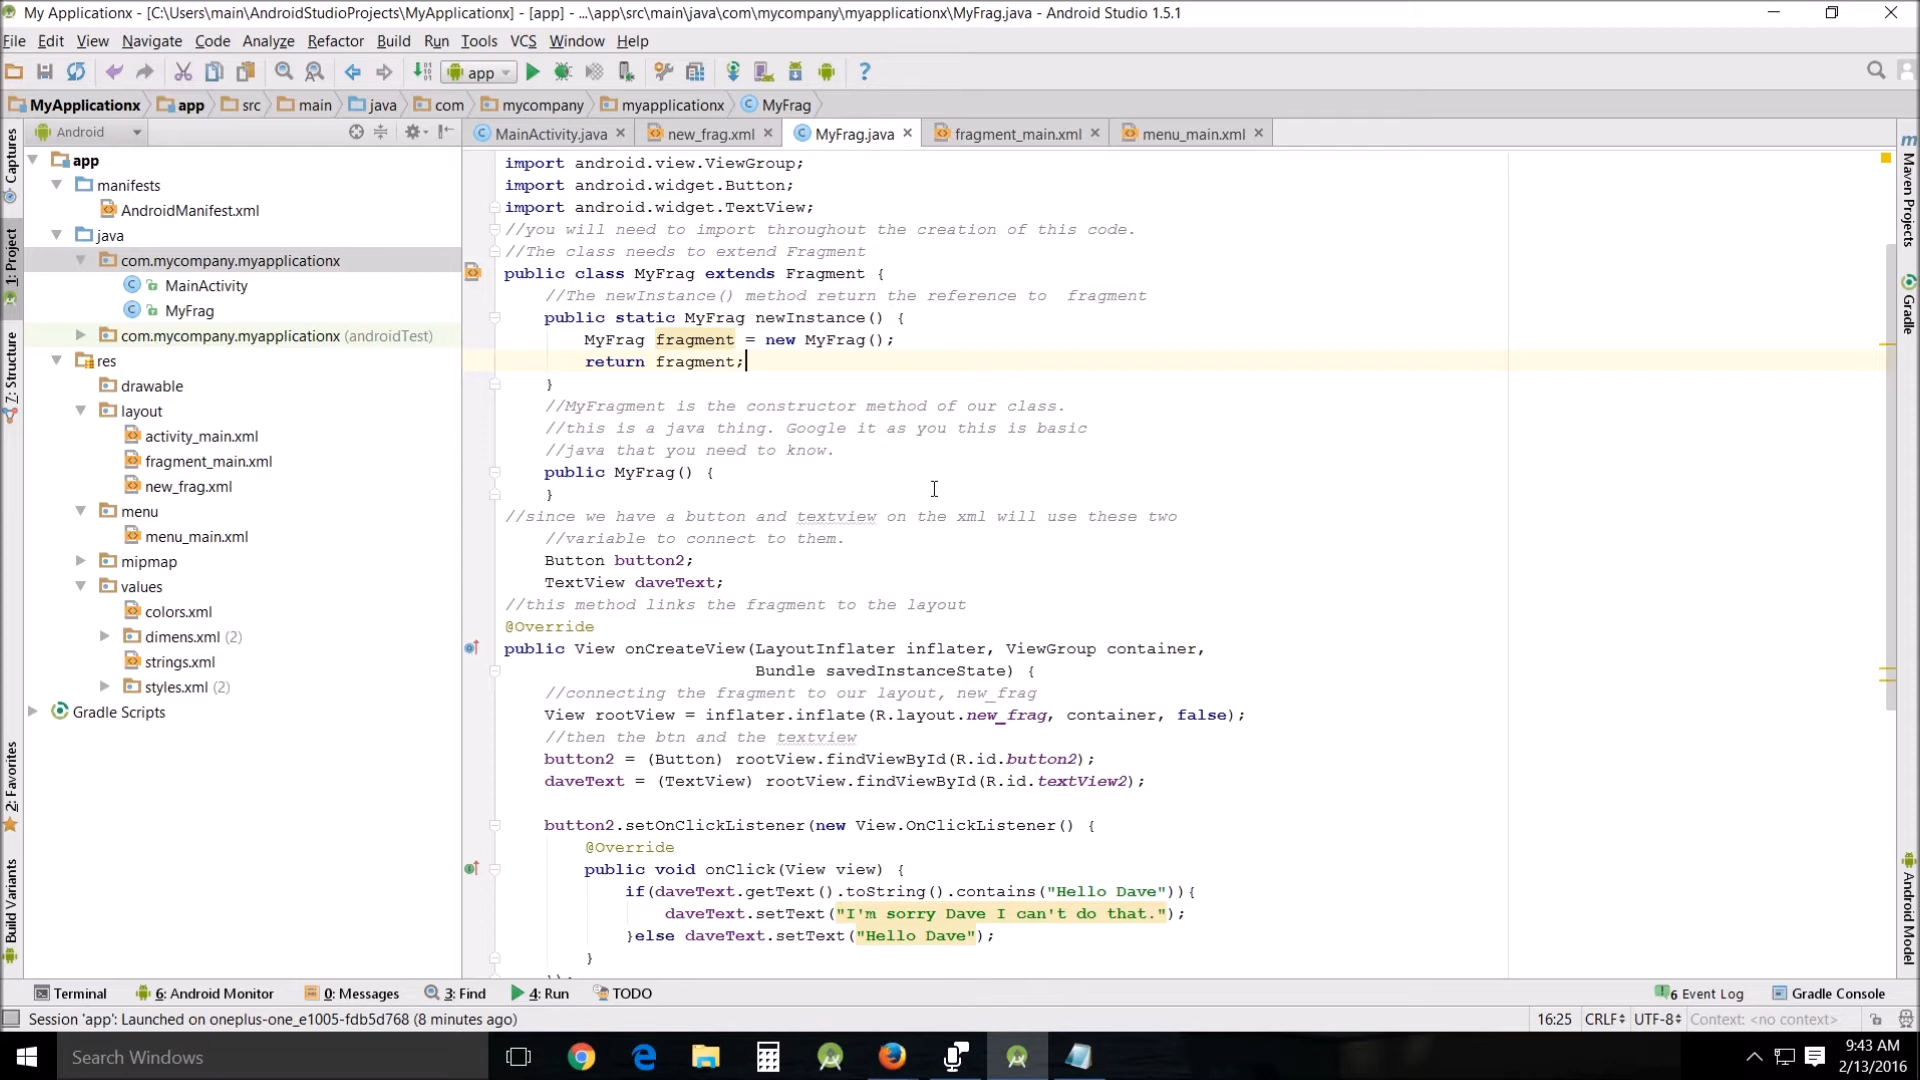 MyApplicationx - [C:\Users\main\AndroidStudioProjects\MyApplicationx] - [app] - ...\app\src\main\java\com\mycompany\myapplicationx\MyFrag.java - Android Studio 1.5.1
File Edit View Navigate Code Analyze Refactor Build Run Tools VCS Window Help
app
MyApplicationx app src main java com mycompany myapplicationx MyFrag
Android
MainActivity.java new_frag.xml MyFrag.java fragment_main.xml menu_main.xml
Captures
1: Project
7: Structure
2: Favorites
Build Variants
app
manifests
AndroidManifest.xml
java
com.mycompany.myapplicationx
MainActivity
MyFrag
com.mycompany.myapplicationx (androidTest)
res
drawable
layout
activity_main.xml
fragment_main.xml
new_frag.xml
menu
menu_main.xml
mipmap
values
colors.xml
dimens.xml (2)
strings.xml
styles.xml (2)
Gradle Scripts
import android.view.ViewGroup;
import android.widget.Button;
import android.widget.TextView;
//you will need to import throughout the creation of this code.
//The class needs to extend Fragment
public class MyFrag extends Fragment {
//The newInstance() method return the reference to  fragment
public static MyFrag newInstance() {
MyFrag fragment = new MyFrag();
return fragment;
}
//MyFragment is the constructor method of our class.
//this is a java thing. Google it as you this is basic
//java that you need to know.
public MyFrag() {
}
//since we have a button and textview on the xml will use these two
//variable to connect to them.
Button button2;
TextView daveText;
//this method links the fragment to the layout
@Override
public View onCreateView(LayoutInflater inflater, ViewGroup container,
Bundle savedInstanceState) {
//connecting the fragment to our layout, new_frag
View rootView = inflater.inflate(R.layout.new_frag, container, false);
//then the btn and the textview
button2 = (Button) rootView.findViewById(R.id.button2);
daveText = (TextView) rootView.findViewById(R.id.textView2);
button2.setOnClickListener(new View.OnClickListener() {
@Override
public void onClick(View view) {
if(daveText.getText().toString().contains("Hello Dave")){
daveText.setText("I'm sorry Dave I can't do that.");
}else daveText.setText("Hello Dave");
}
});
m
Maven Projects
Gradle
Android Model
Terminal 6: Android Monitor 0: Messages 3: Find 4: Run TODO 6 Event Log Gradle Console
Session 'app': Launched on oneplus-one_e1005-fdb5d768 (8 minutes ago) 16:25 CRLF UTF-8 Context: <no context>
Search Windows
9:43 AM
2/13/2016